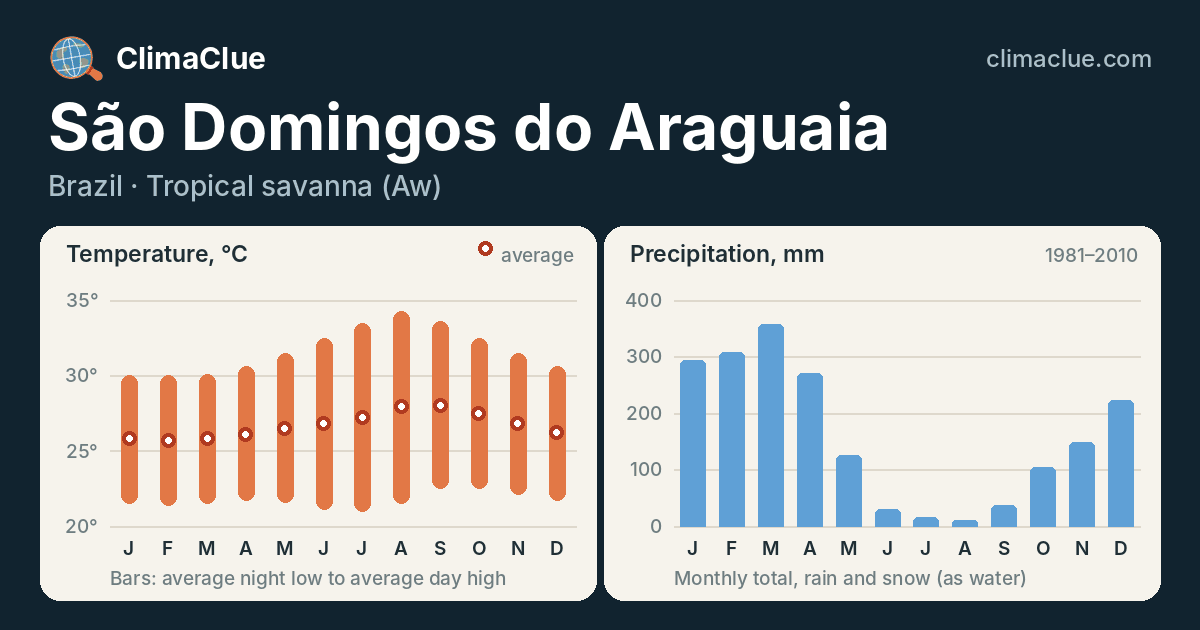 ClimaClue
climaclue.com
São Domingos do Araguaia
Brazil · Tropical savanna (Aw)
Temperature, °C
average
35°
30°
25°
20°
J F M A M J J A S O N D
Bars: average night low to average day high
Precipitation, mm
1981–2010
400
300
200
100
0
J F M A M J J A S O N D
Monthly total, rain and snow (as water)